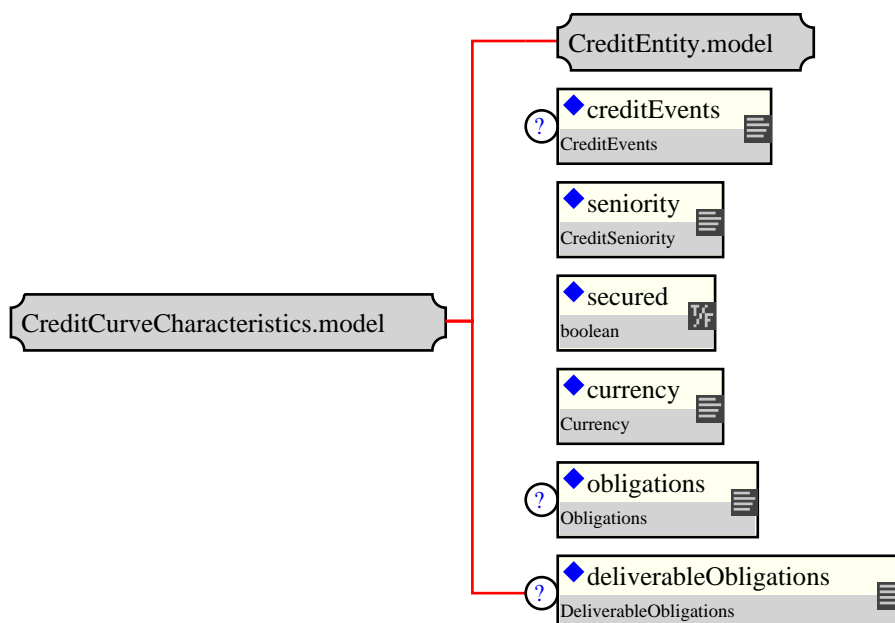 CreditEntity.model
?
creditEvents
CreditEvents
seniority
CreditSeniority
CreditCurveCharacteristics.model
secured
T/F
boolean
currency
Currency
?
obligations
Obligations
?
deliverableObligations
DeliverableObligations